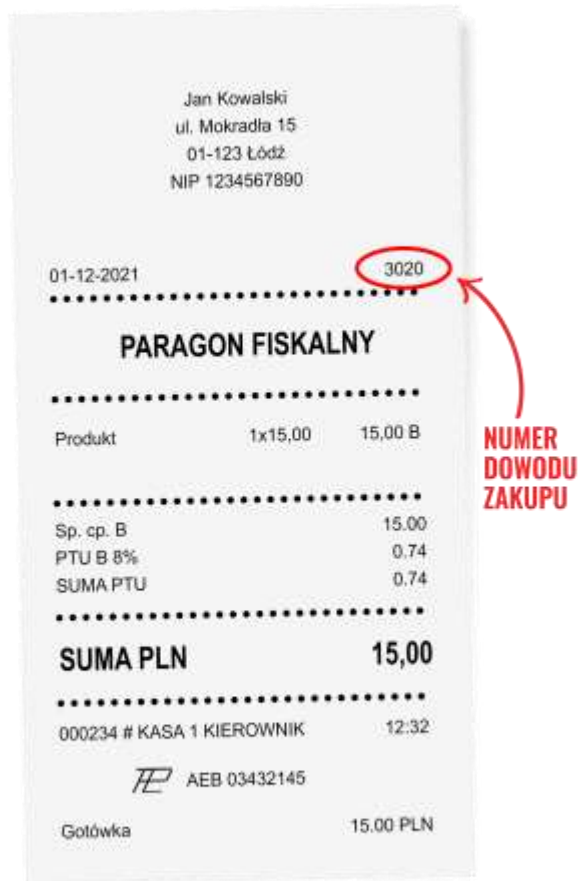 Jan Kowalski
ul. Mokradła 15
01-123 Łódź
NIP 1234567890
01-12-2021 3020
PARAGON FISKALNY
Produkt 1x15,00 15,00 B
NUMER
DOWODU
ZAKUPU
Sp. cp. B 15.00
PTU B 8% 0.74
SUMA PTU 0.74
SUMA PLN 15,00
000234 # KASA 1 KIEROWNIK 12:32
AEB 03432145
Gotówka 15.00 PLN